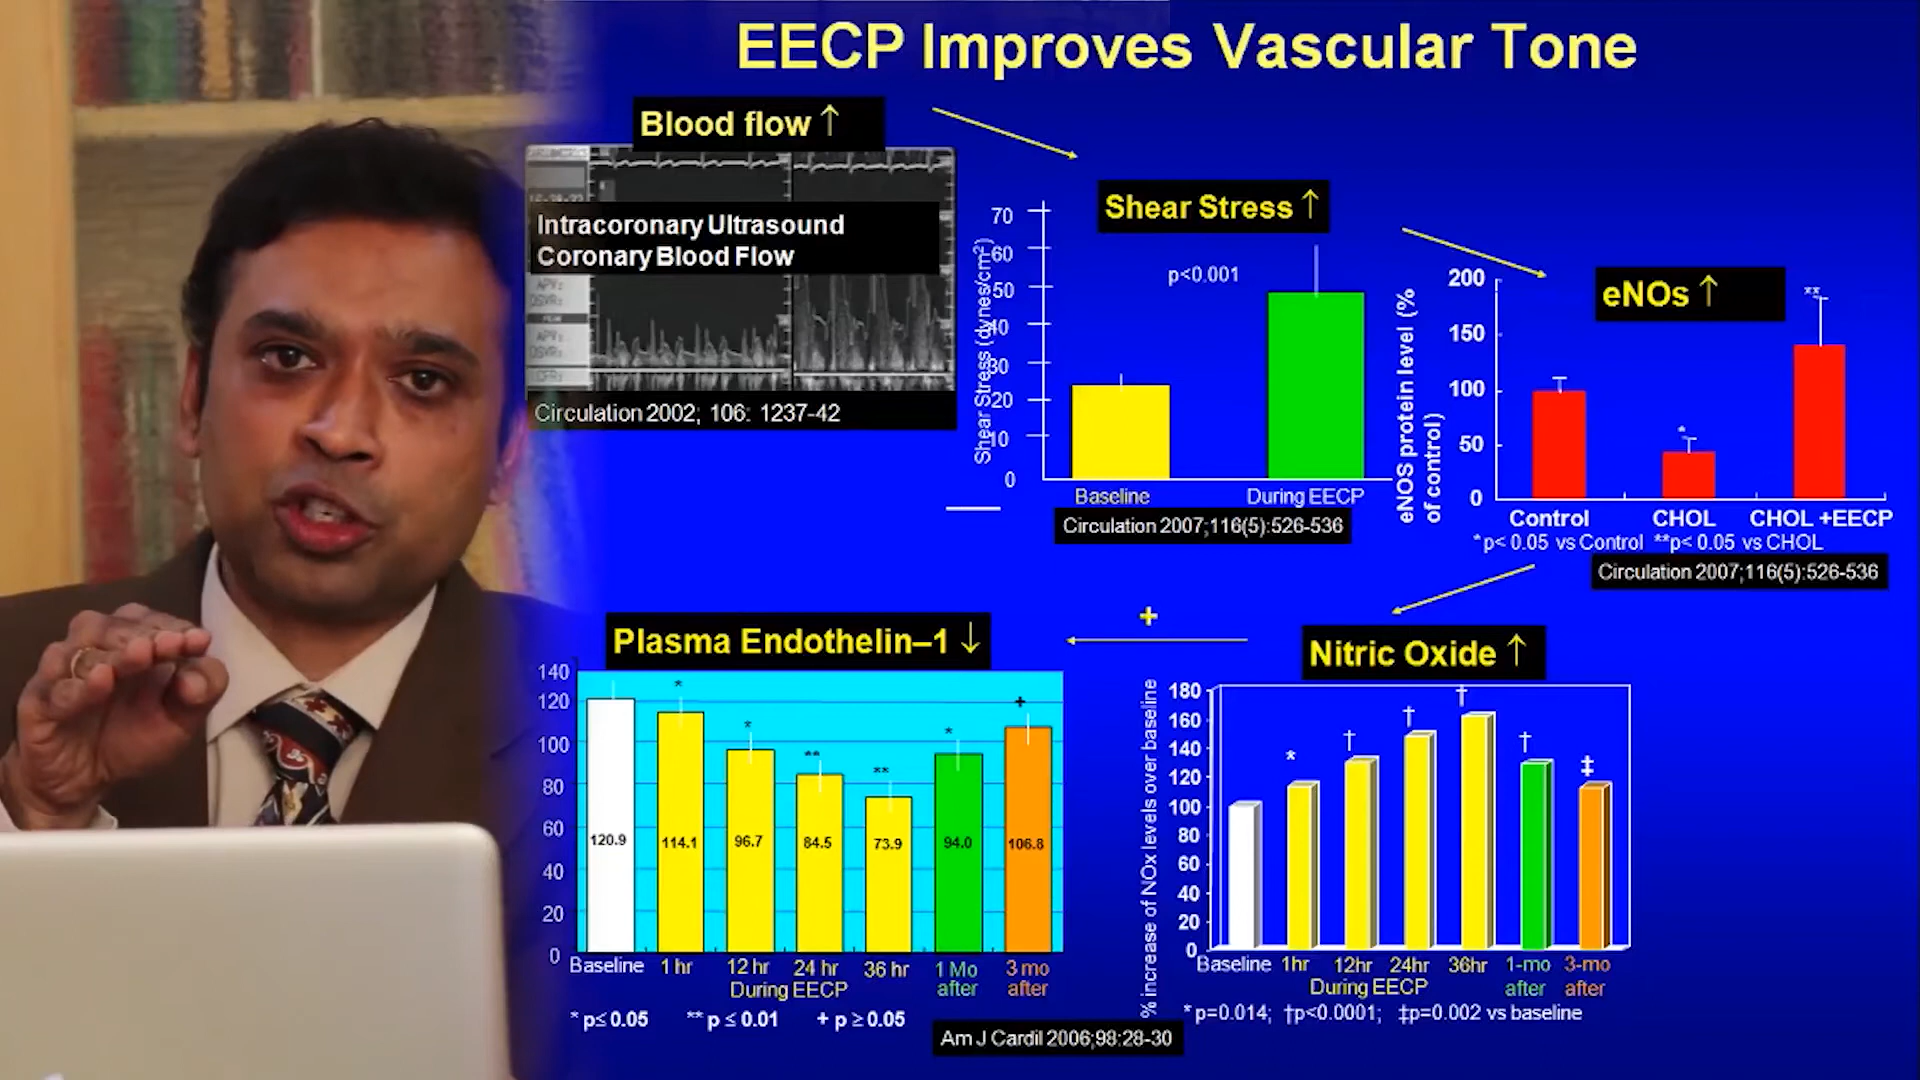 EECP Improves Vascular Tone
Blood flow ↑
Intracoronary Ultrasound
Coronary Blood Flow
APV:
DSVR:
APV:
DSVR:
CFR:
Circulation 2002; 106: 1237-42
Shear Stress ↑
Shear Stress (dynes/cm²)
70
60
50
40
30
20
10
0
p<0.001
Baseline
During EECP
Circulation 2007;116(5):526-536
eNOs ↑
eNOS protein level (%
of control)
200
150
100
50
0
*
**
Control
CHOL
CHOL +EECP
*p< 0.05 vs Control **p< 0.05 vs CHOL
Circulation 2007;116(5):526-536
+
Plasma Endothelin–1 ↓
140
120
100
80
60
40
20
0
*
*
**
**
*
+
120.9
114.1
96.7
84.5
73.9
94.0
106.8
Baseline 1 hr 12 hr 24 hr 36 hr 1 Mo 3 mo
During EECP after after
* p≤ 0.05 ** p ≤ 0.01 + p ≥ 0.05
Nitric Oxide ↑
% increase of NOx levels over baseline
180
160
140
120
100
80
60
40
20
0
*
†
†
†
†
‡
Baseline 1hr 12hr 24hr 36hr 1-mo 3-mo
During EECP after after
* p=0.014; †p<0.0001; ‡p=0.002 vs baseline
Am J Cardil 2006;98:28-30